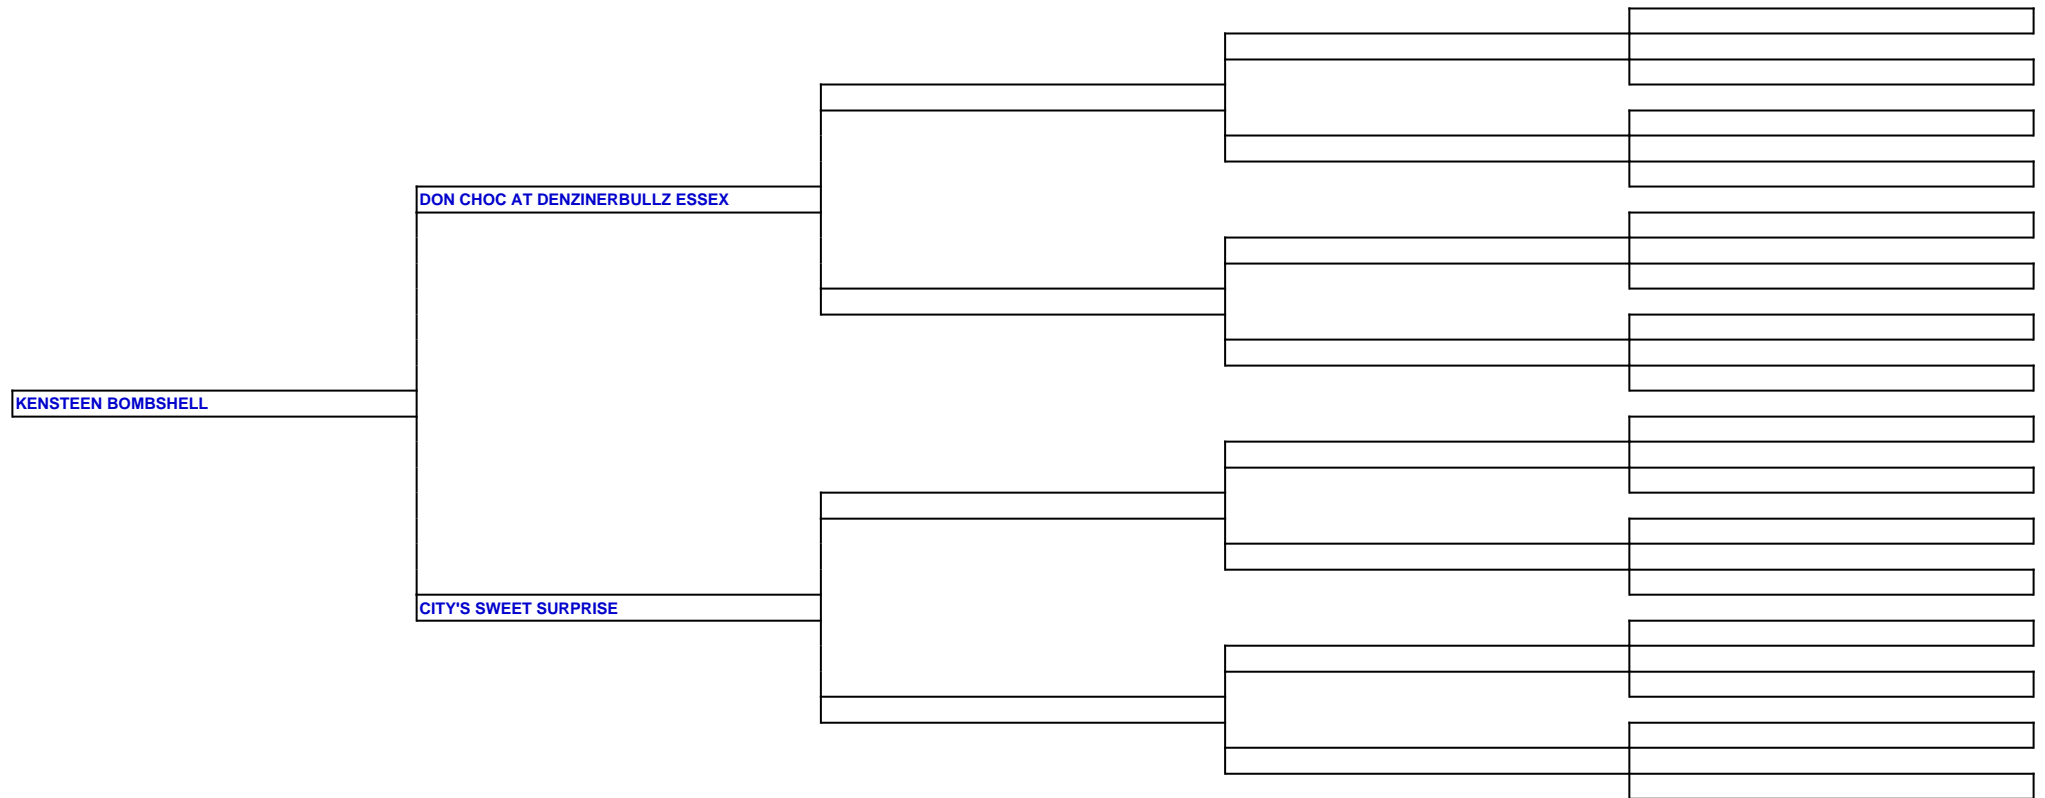 DON CHOC AT DENZINERBULLZ ESSEX
KENSTEEN BOMBSHELL
CITY'S SWEET SURPRISE